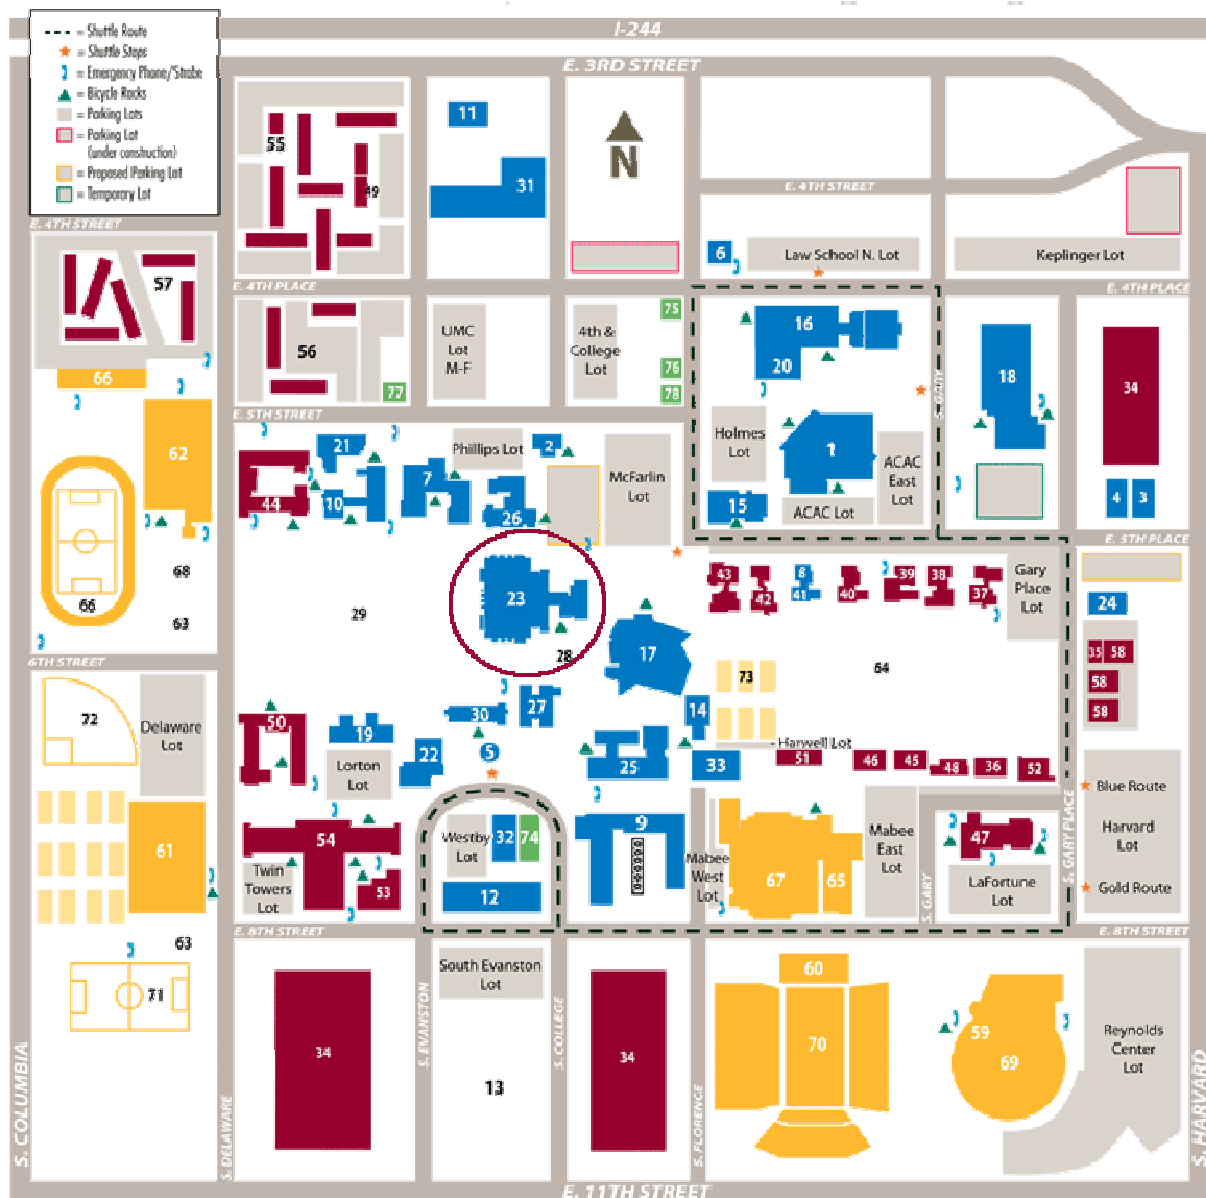 I-244
E. 3RD STREET
= Shuttle Route
= Shuttle Stops
= Emergency Phone/Strobe
= Bicycle Racks
= Parking Lots
= Parking Lot
(under construction)
= Proposed Parking Lot
= Temporary Lot
N
11
55
31
49
E. 4TH STREET
E. 4TH STREET
6
Law School N. Lot
Keplinger Lot
57
E. 4TH PLACE
E. 4TH PLACE
75
16
UMC
Lot
M-F
4th &
College
Lot
56
20
76
18
34
66
77
78
S. GARY
E. 5TH STREET
21
Phillips Lot
2
Holmes
Lot
1
62
7
McFarlin
Lot
ACAC
East
Lot
44
10
26
15
ACAC Lot
4
3
E. 5TH PLACE
68
66
63
29
23
28
43
42
8
41
40
39
38
37
Gary
Place
Lot
24
17
64
35
58
58
58
6TH STREET
72
Delaware
Lot
73
50
19
30
27
14
22
5
Lorton
Lot
25
33
- Harwell Lot
51
46
45
48
36
52
Blue Route
Harvard
Lot
Gold Route
S. GARY PLACE
61
54
Twin
Towers
Lot
53
Westby
Lot
32
74
12
9
Mabee
West
Lot
67
65
Mabee
East
Lot
S. GARY
47
LaFortune
Lot
E. 8TH STREET
E. 8TH STREET
63
71
South Evanston
Lot
34
13
34
60
70
59
69
Reynolds
Center
Lot
S. COLUMBIA
S. DELAWARE
S. EVANSTON
S. COLLEGE
S. FLORENCE
S. HARVARD
E. 11TH STREET